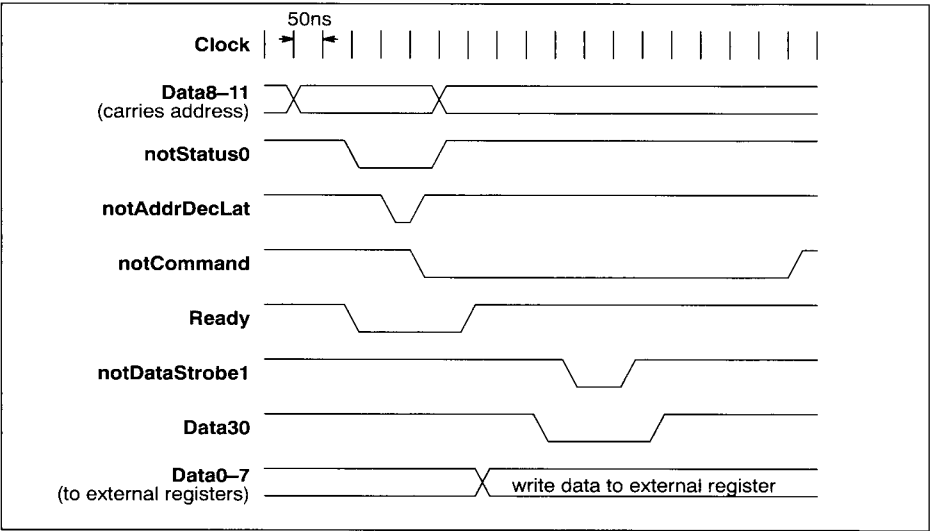 50ns
Clock
Data8–11
(carries address)
notStatus0
notAddrDecLat
notCommand
Ready
notDataStrobe1
Data30
Data0–7
(to external registers)
write data to external register